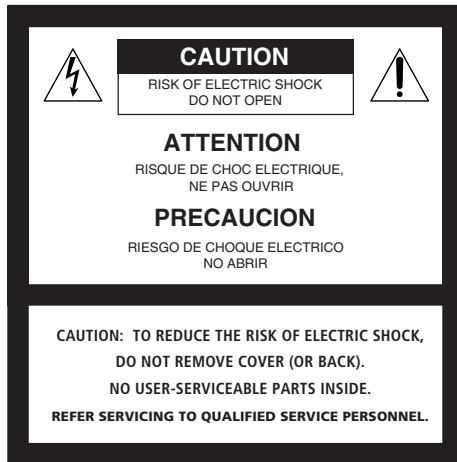 CAUTION
RISK OF ELECTRIC SHOCK
DO NOT OPEN
ATTENTION
RISQUE DE CHOC ELECTRIQUE,
NE PAS OUVRIR
PRECAUCION
RIESGO DE CHOQUE ELECTRICO
NO ABRIR
CAUTION: TO REDUCE THE RISK OF ELECTRIC SHOCK,
DO NOT REMOVE COVER (OR BACK).
NO USER-SERVICEABLE PARTS INSIDE.
REFER SERVICING TO QUALIFIED SERVICE PERSONNEL.